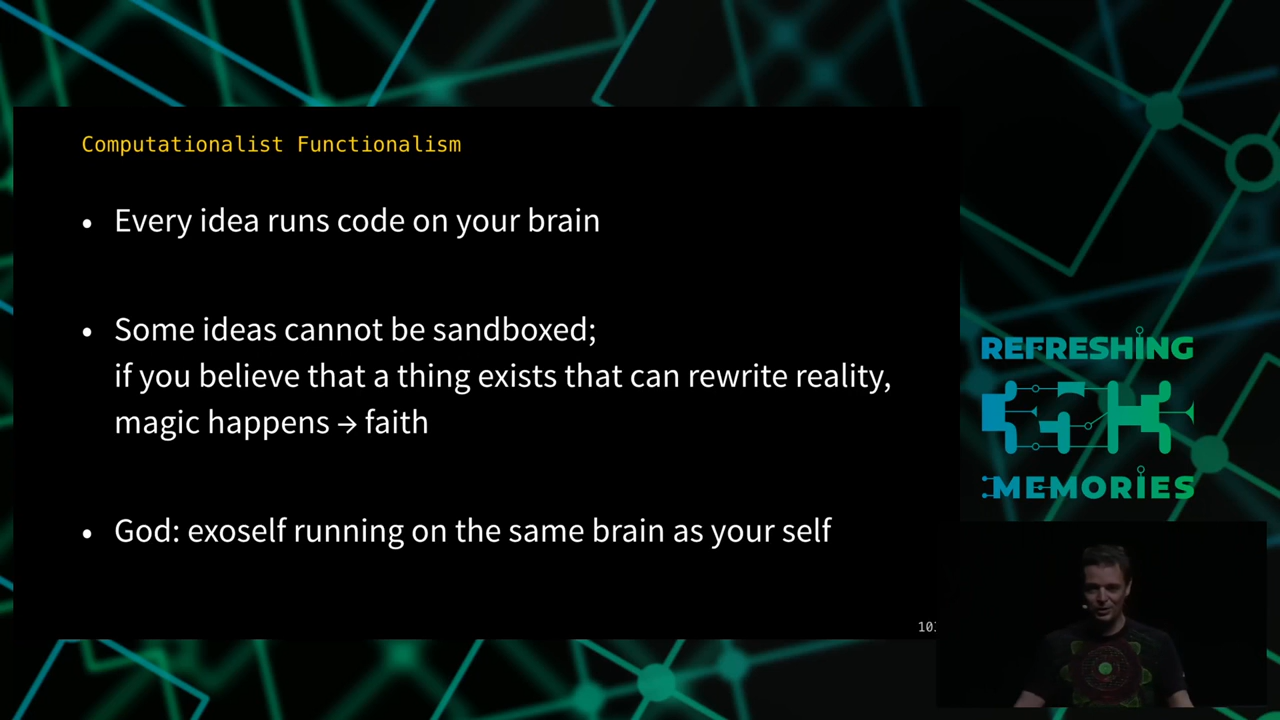 Computationalist Functionalism
• Every idea runs code on your brain
• Some ideas cannot be sandboxed;
if you believe that a thing exists that can rewrite reality,
magic happens → faith
• God: exoself running on the same brain as your self
REFRESHING
MEMORIES